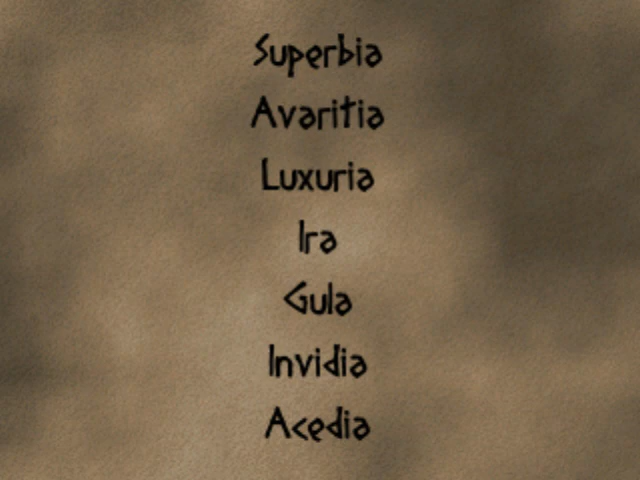 Superbia
Avaritia
Luxuria
Ira
Gula
Invidia
Acedia